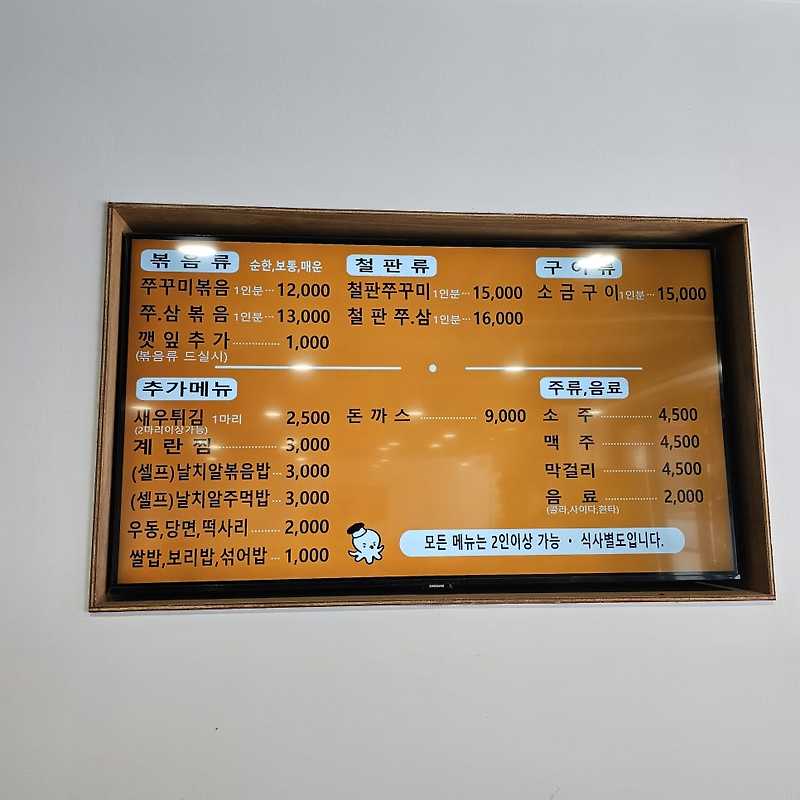 볶음류 순한,보통,매운
쭈꾸미볶음 1인분··· 12,000
쭈.삼볶음 1인분··· 13,000
깻잎추가 ·············· 1,000
(볶음류 드실시)
철판류
철판쭈꾸미 1인분··· 15,000
철판쭈.삼 1인분··· 16,000
구이류
소금구이 1인분··· 15,000
추가메뉴
새우튀김 1마리 2,500
(2마리이상가능)
계란찜 ·············· 3,000
(셀프)날치알볶음밥 ··· 3,000
(셀프)날치알주먹밥 ··· 3,000
우동,당면,떡사리 ········ 2,000
쌀밥,보리밥,섞어밥 ··· 1,000
돈까스 ················ 9,000
주류,음료
소주 ·············· 4,500
맥주 ·············· 4,500
막걸리 ·············· 4,500
음료 ·············· 2,000
(콜라,사이다,환타)
모든 메뉴는 2인이상 가능 · 식사별도입니다.
SAMSUNG